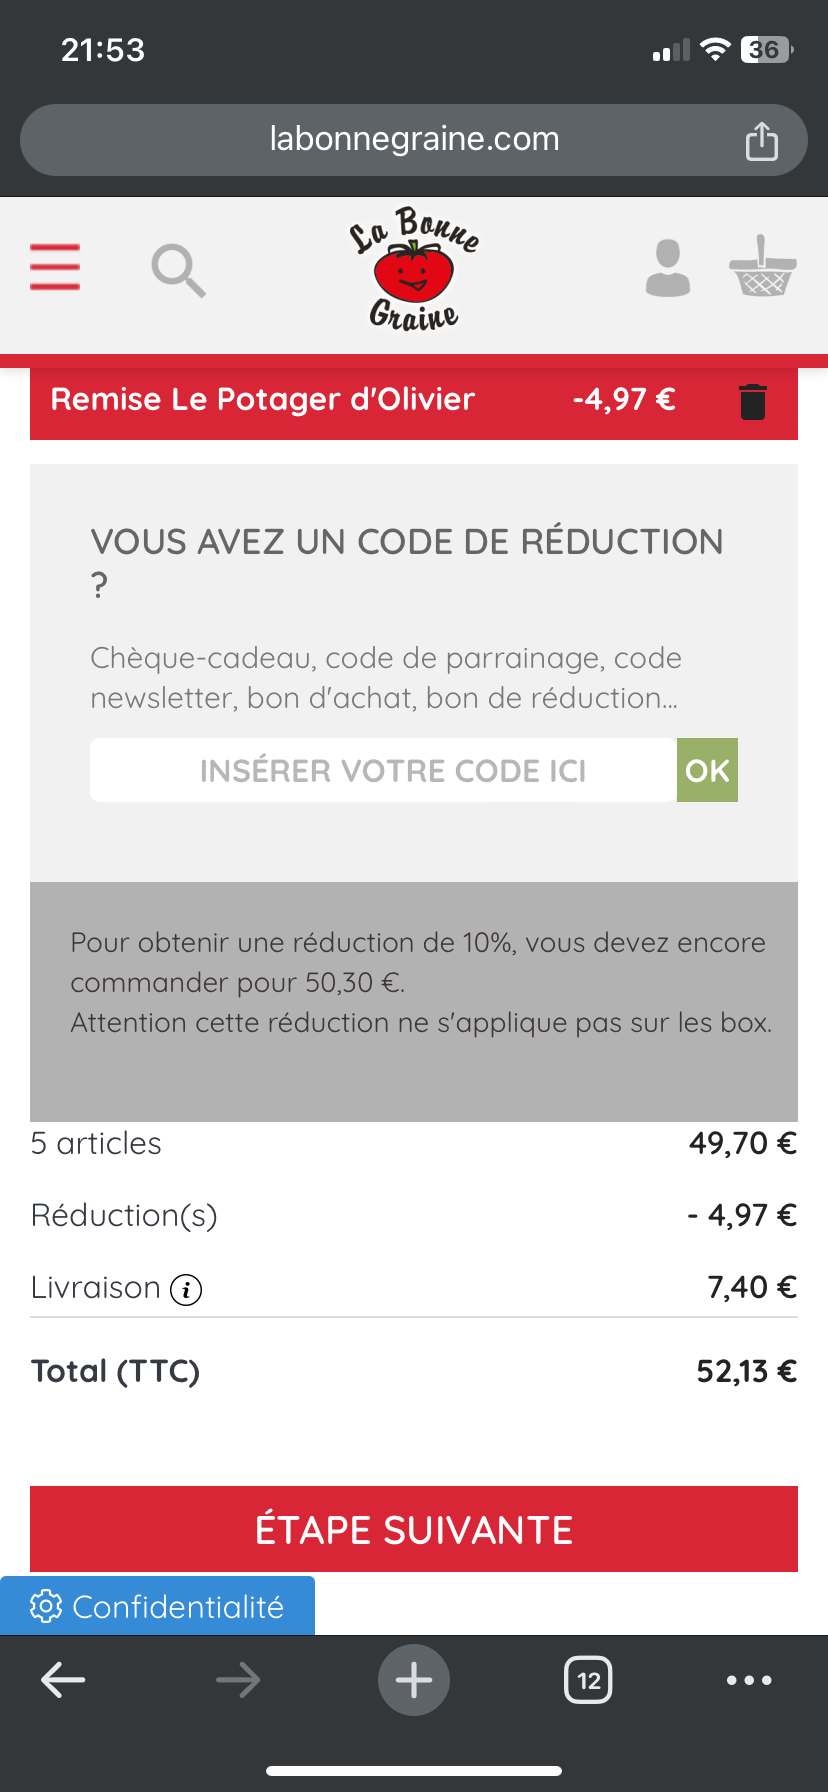 21:53
36
labonnegraine.com
La Bonne
Graine
Remise Le Potager d'Olivier -4,97 €
VOUS AVEZ UN CODE DE RÉDUCTION
?
Chèque-cadeau, code de parrainage, code
newsletter, bon d'achat, bon de réduction...
INSÉRER VOTRE CODE ICI OK
Pour obtenir une réduction de 10%, vous devez encore
commander pour 50,30 €.
Attention cette réduction ne s'applique pas sur les box.
5 articles 49,70 €
Réduction(s) - 4,97 €
Livraison i 7,40 €
Total (TTC) 52,13 €
ÉTAPE SUIVANTE
Confidentialité
12